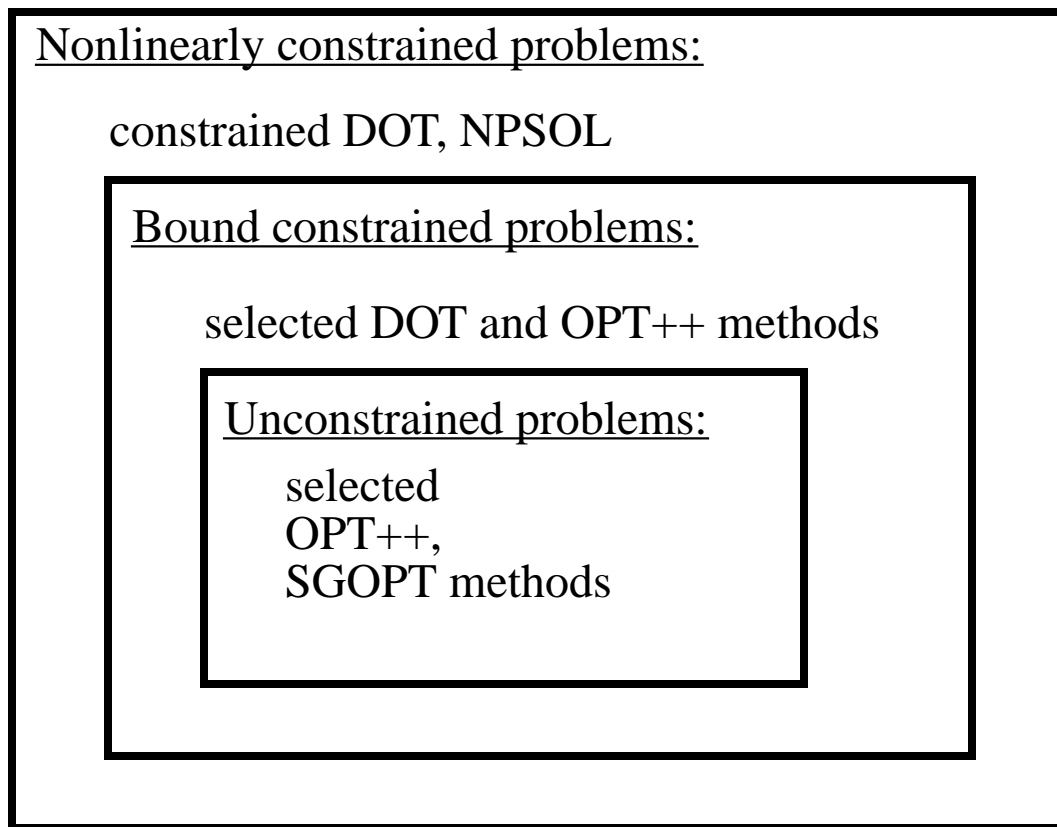 Nonlinearly constrained problems:
constrained DOT, NPSOL
Bound constrained problems:
selected DOT and OPT++ methods
Unconstrained problems:
selected
OPT++,
SGOPT methods